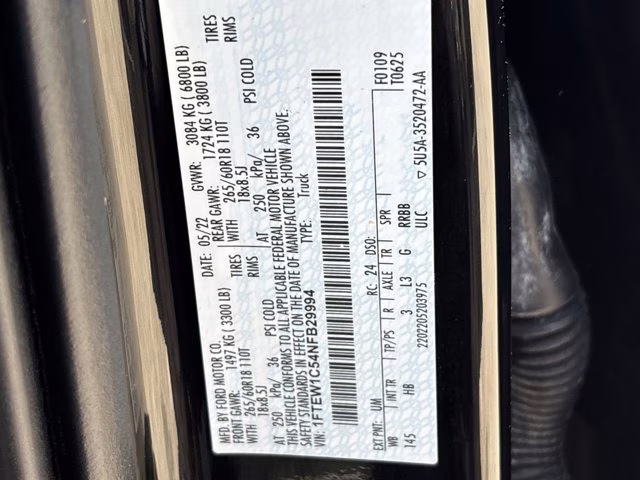 MFD. BY FORD MOTOR CO. DATE: 05/22 GVWR: 3084 KG (6800 LB)
FRONT GAWR: 1497 KG (3300 LB) REAR GAWR: 1724 KG (3800 LB)
WITH 265/60R18 110T TIRES WITH 265/60R18 110T TIRES
18x8.5J RIMS 18x8.5J RIMS
AT 250 kPa/ 36 PSI COLD AT 250 kPa/ 36 PSI COLD
THIS VEHICLE CONFORMS TO ALL APPLICABLE FEDERAL MOTOR VEHICLE
SAFETY STANDARDS IN EFFECT ON THE DATE OF MANUFACTURE SHOWN ABOVE.
VIN: 1FTEW1C54NFB29994 TYPE: Truck
F0109
T0625
EXT PNT: UM RC: 24 DSO:
WB INT TR TP/PS R AXLE TR SPR
145 HB 3 L3 G RRBB
2202205203975 ULC ▽ 5U5A-3520472-AA